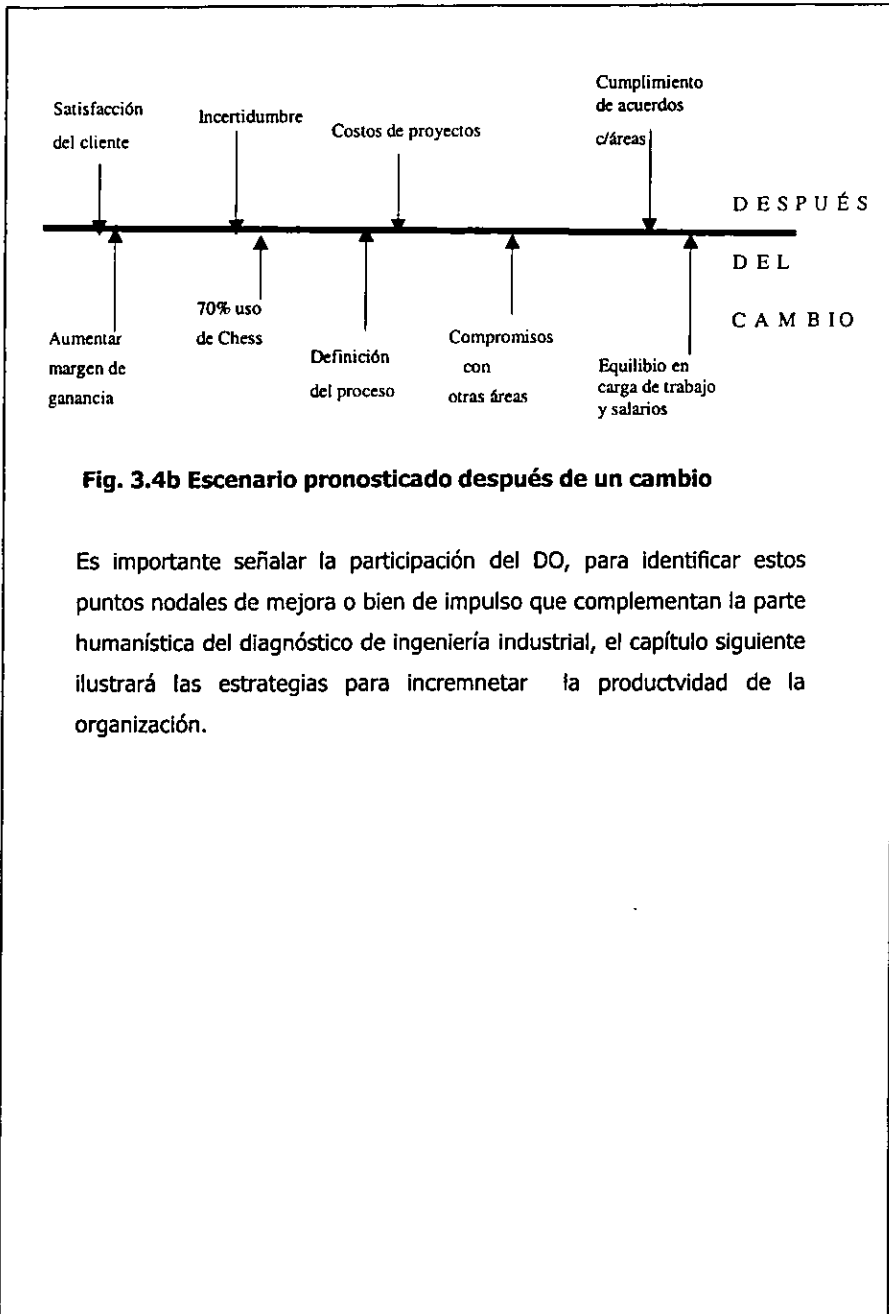 Satisfacción
del cliente
Incertidumbre
Costos de proyectos
Cumplimiento
de acuerdos
c/áreas
DESPUÉS
DEL
CAMBIO
Aumentar
margen de
ganancia
70% uso
de Chess
Definición
del proceso
Compromisos
con
otras áreas
Equilibio en
carga de trabajo
y salarios
Fig. 3.4b Escenario pronosticado después de un cambio
Es importante señalar la participación del DO, para identificar estos
puntos nodales de mejora o bien de impulso que complementan la parte
humanística del diagnóstico de ingeniería industrial, el capítulo siguiente
ilustrará las estrategias para incremnetar la productvidad de la
organización.